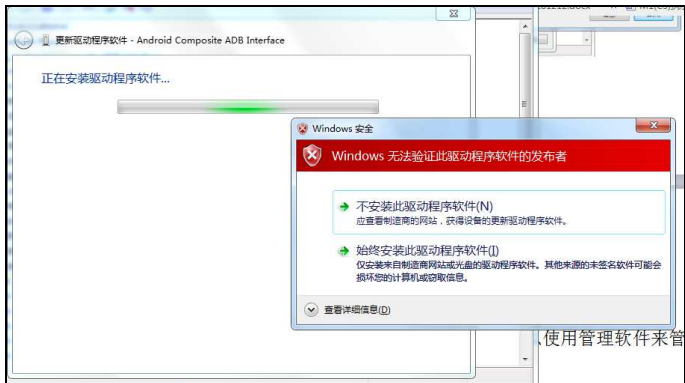 更新驱动程序软件 - Android Composite ADB Interface
正在安装驱动程序软件...
Windows 安全
Windows 无法验证此驱动程序软件的发布者
不安装此驱动程序软件(N)
应查看制造商的网站，获得设备的更新驱动程序软件。
始终安装此驱动程序软件(I)
仅安装来自制造商网站或光盘的驱动程序软件。其他来源的未签名软件可能会
损坏您的计算机或窃取信息。
查看详细信息(D)
使用管理软件来管